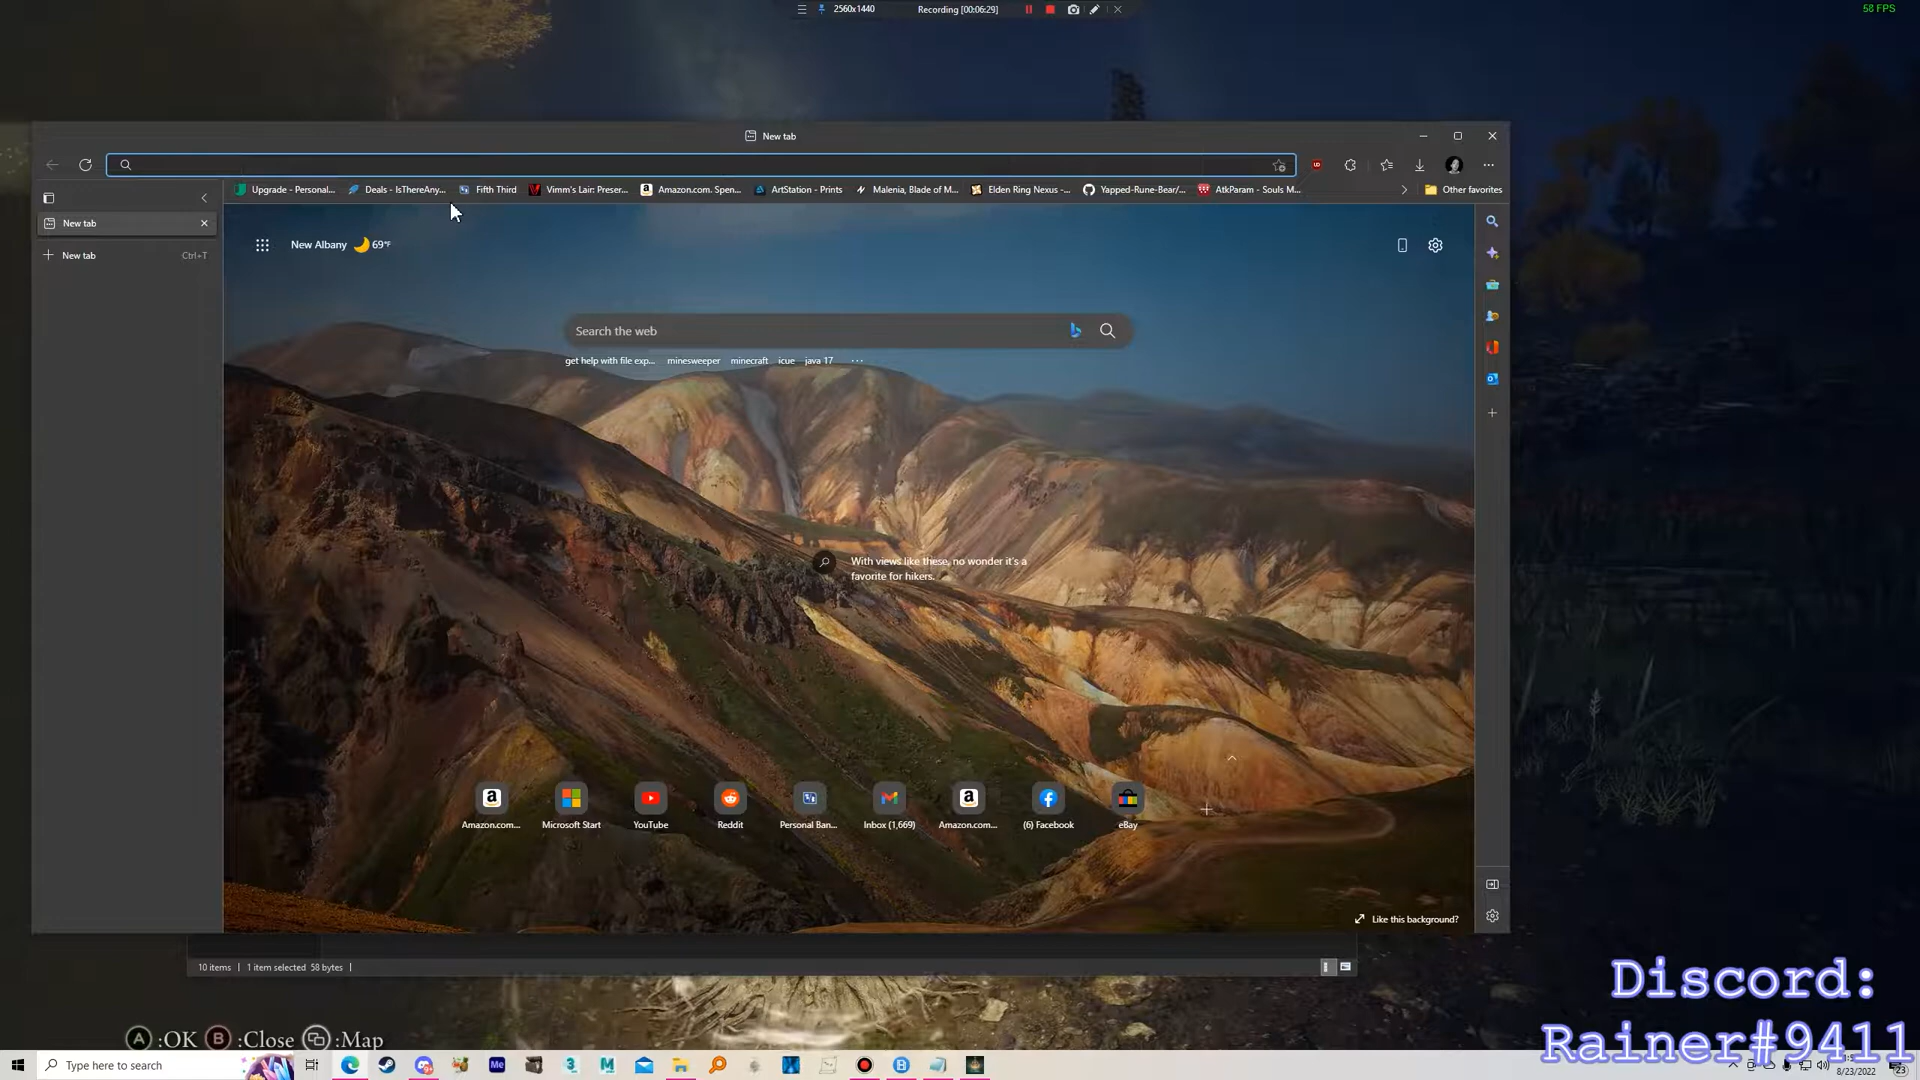 2560x1440
Recording [00:06:29]
58 FPS
New tab
Upgrade - Personal...
Deals - IsThereAny...
Fifth Third
Vimm's Lair: Preser...
Amazon.com. Spen...
ArtStation - Prints
Malenia, Blade of M...
Elden Ring Nexus -...
Yapped-Rune-Bear/...
AtkParam - Souls M...
Other favorites
New tab
New tab Ctrl+T
New Albany 69°F
Search the web
get help with file exp... minesweeper minecraft icue java 17 ...
With views like these, no wonder it's a
favorite for hikers.
Amazon.com...
Microsoft Start
YouTube
Reddit
Personal Ban...
Inbox (1,669)
Amazon.com...
(6) Facebook
eBay
Like this background?
10 items 1 item selected 58 bytes
A :OK B :Close :Map
Discord:
Rainer#9411
Type here to search
Me
8/23/2022
23